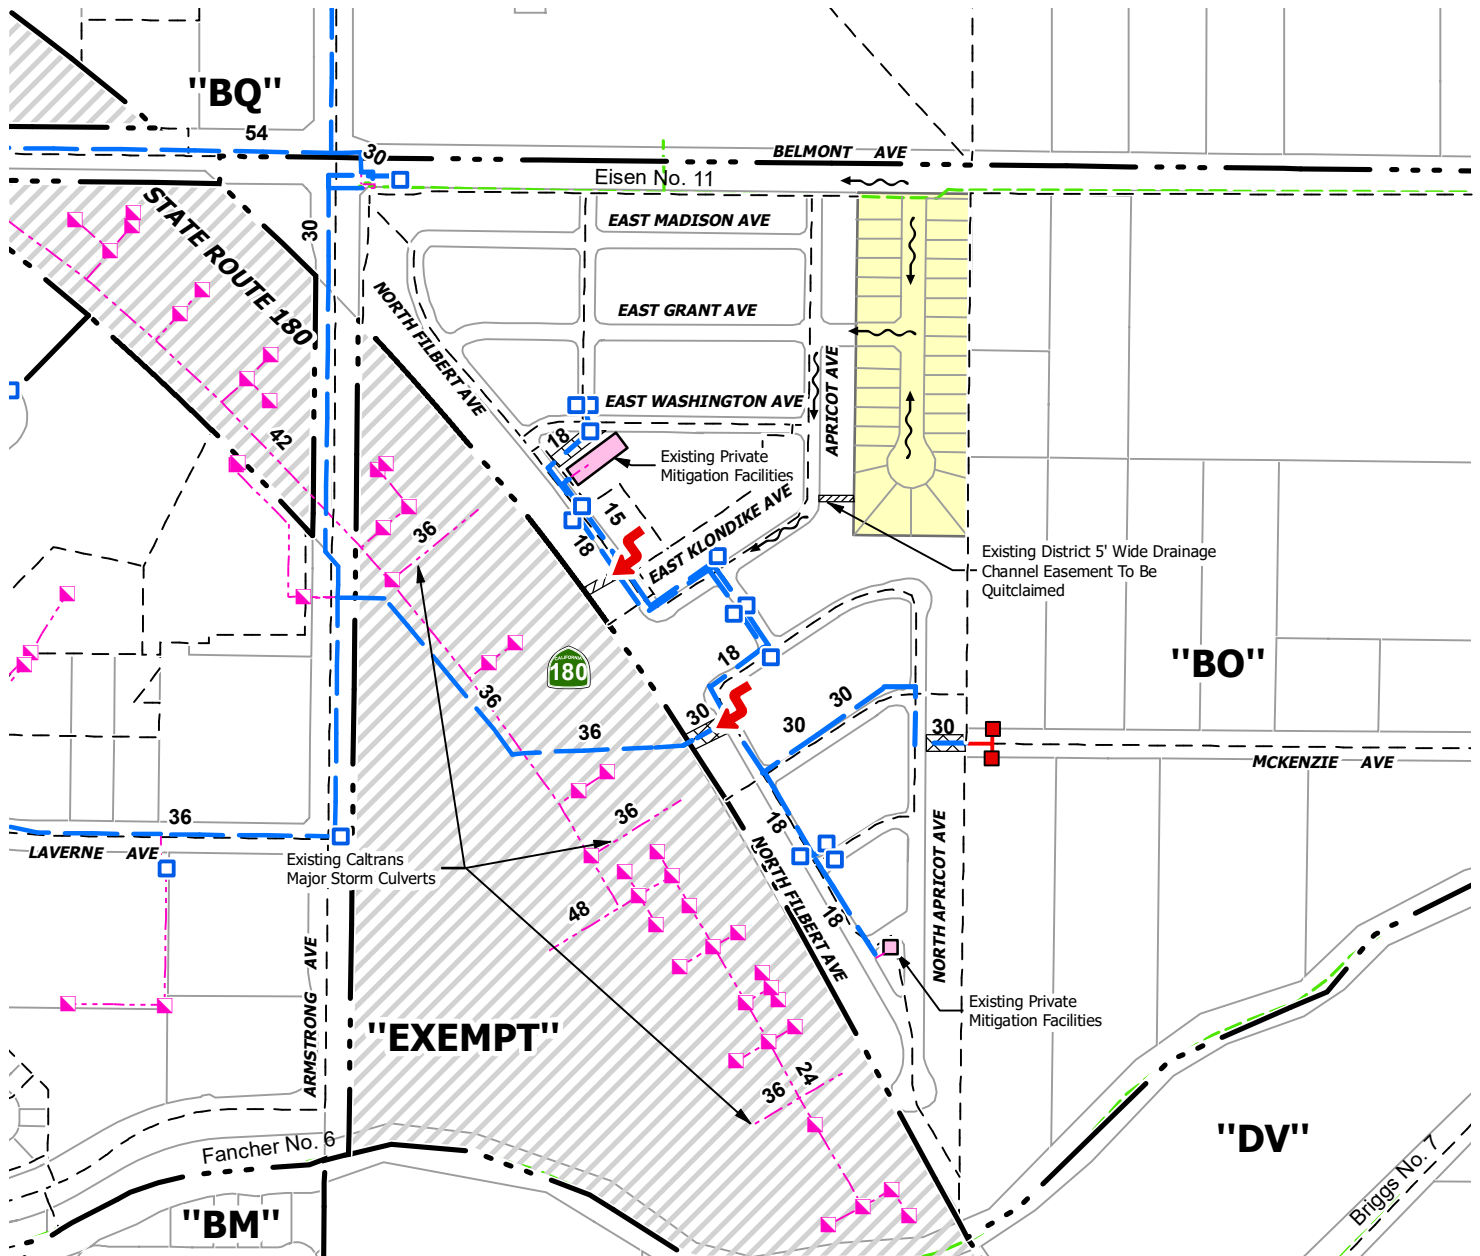 "BQ"
54
30
BELMONT AVE
Eisen No. 11
30
STATE ROUTE 180
EAST MADISON AVE
NORTH FILBERT AVE
EAST GRANT AVE
EAST WASHINGTON AVE
APRICOT AVE
42
18
Existing Private
Mitigation Facilities
36
15
18
EAST KLONDIKE AVE
Existing District 5' Wide Drainage
Channel Easement To Be
Quitclaimed
CALIFORNIA
180
18
"BO"
36
30
30
30
36
30
MCKENZIE AVE
36
36
18
LAVERNE AVE
Existing Caltrans
Major Storm Culverts
NORTH FILBERT AVE
NORTH APRICOT AVE
48
18
ARMSTRONG AVE
Existing Private
Mitigation Facilities
"EXEMPT"
24
36
"DV"
Fancher No. 6
Briggs No. 7
"BM"